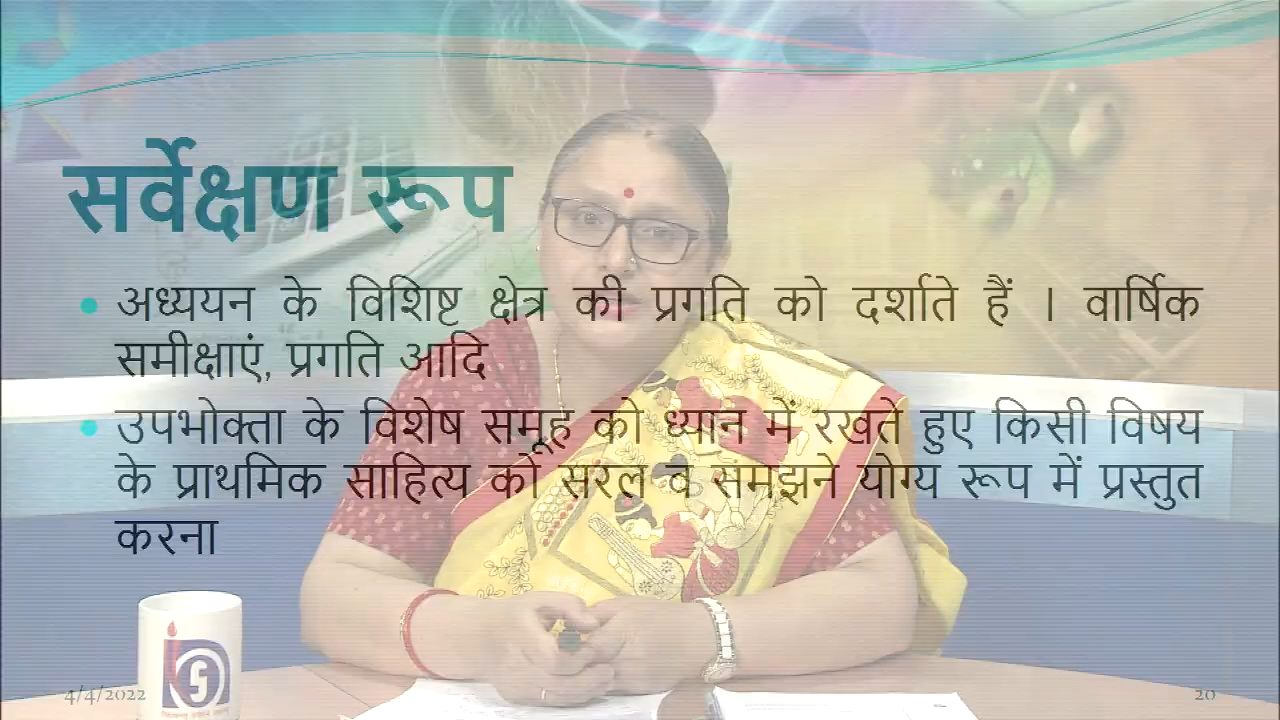 सर्वेक्षण रूप
अध्ययन के विशिष्ट क्षेत्र की प्रगति को दर्शाते हैं । वार्षिक
समीक्षाएं, प्रगति आदि
उपभोक्ता के विशेष समूह को ध्यान में रखते हुए किसी विषय
के प्राथमिक साहित्य को सरल व समझने योग्य रूप में प्रस्तुत
करना
4/4/2022
20